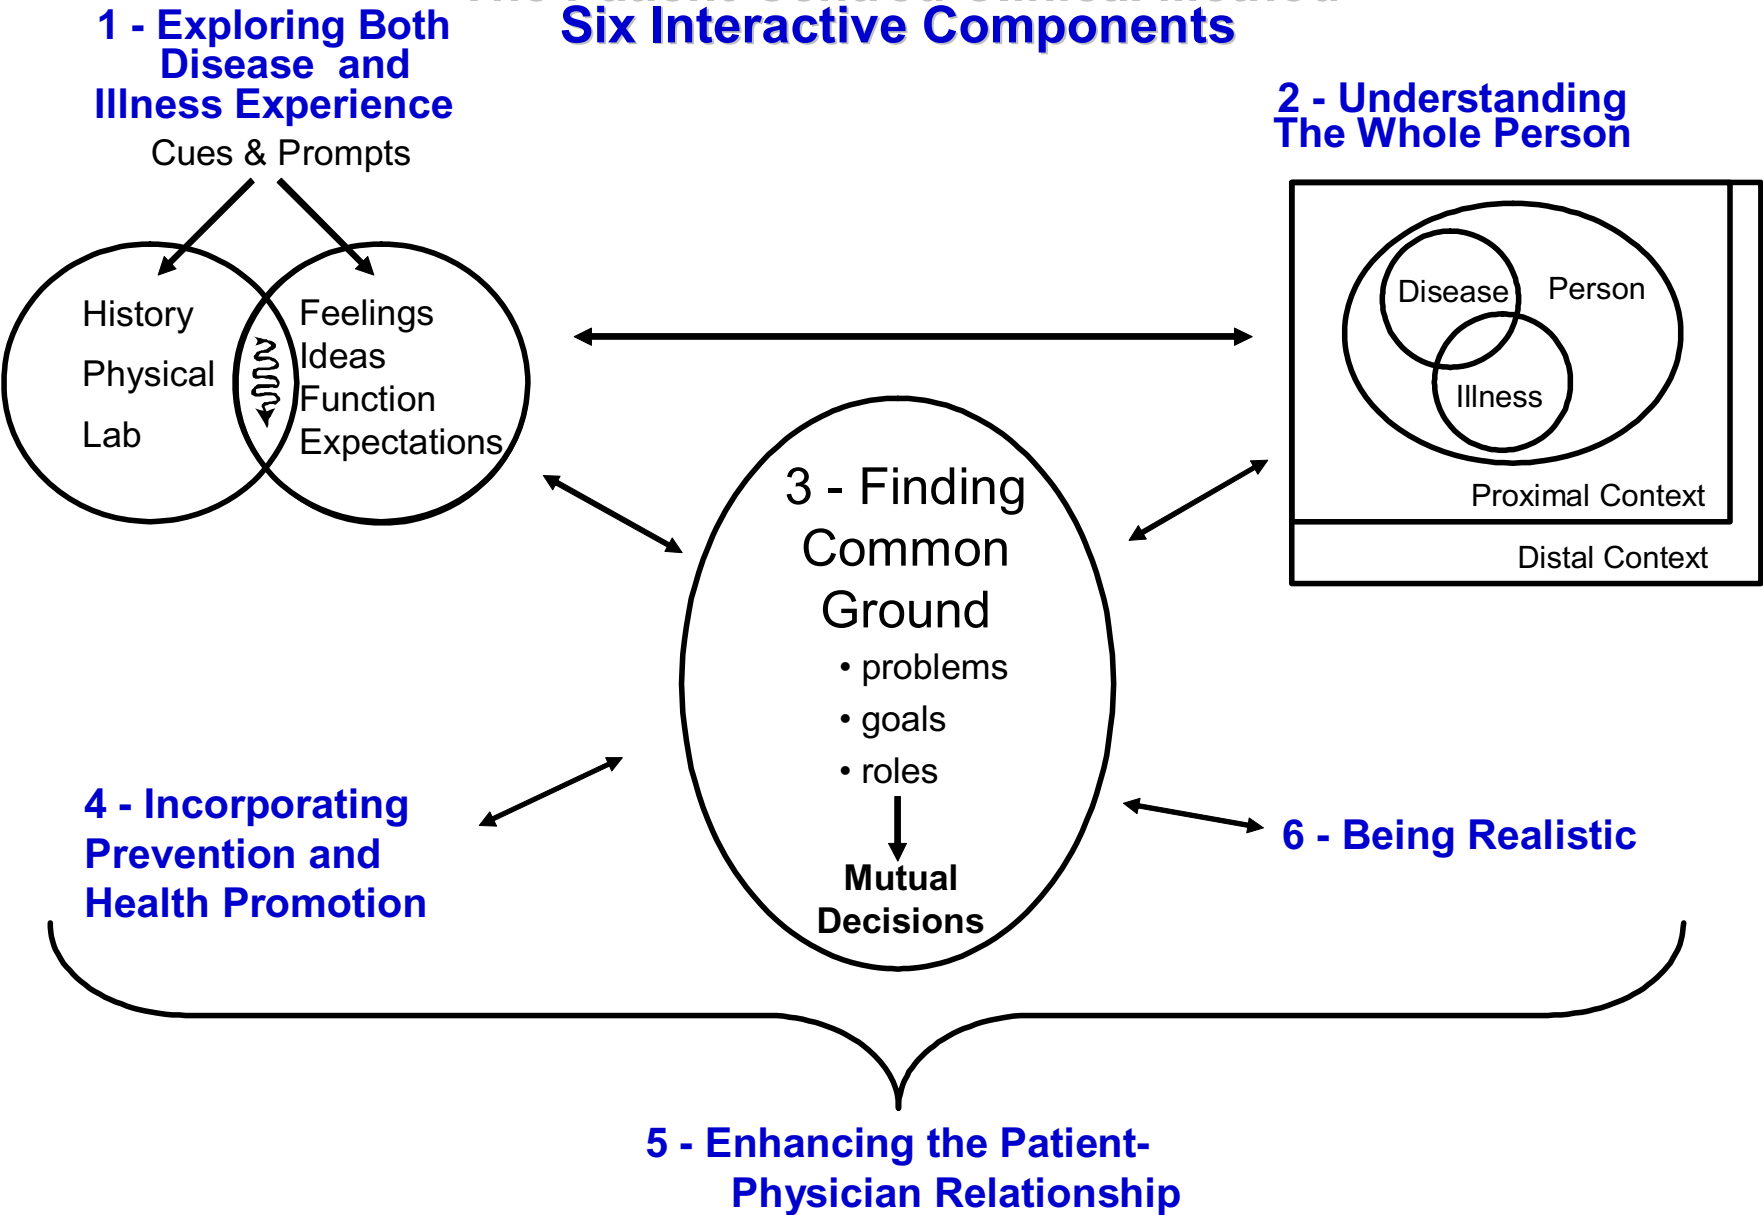 Six Interactive Components
1 - Exploring Both
Disease and
Illness Experience
Cues & Prompts
History
Physical
Lab
Feelings
Ideas
Function
Expectations
2 - Understanding
The Whole Person
Disease
Person
Illness
Proximal Context
Distal Context
3 - Finding
Common
Ground
• problems
• goals
• roles
Mutual
Decisions
4 - Incorporating
Prevention and
Health Promotion
6 - Being Realistic
5 - Enhancing the Patient-
Physician Relationship